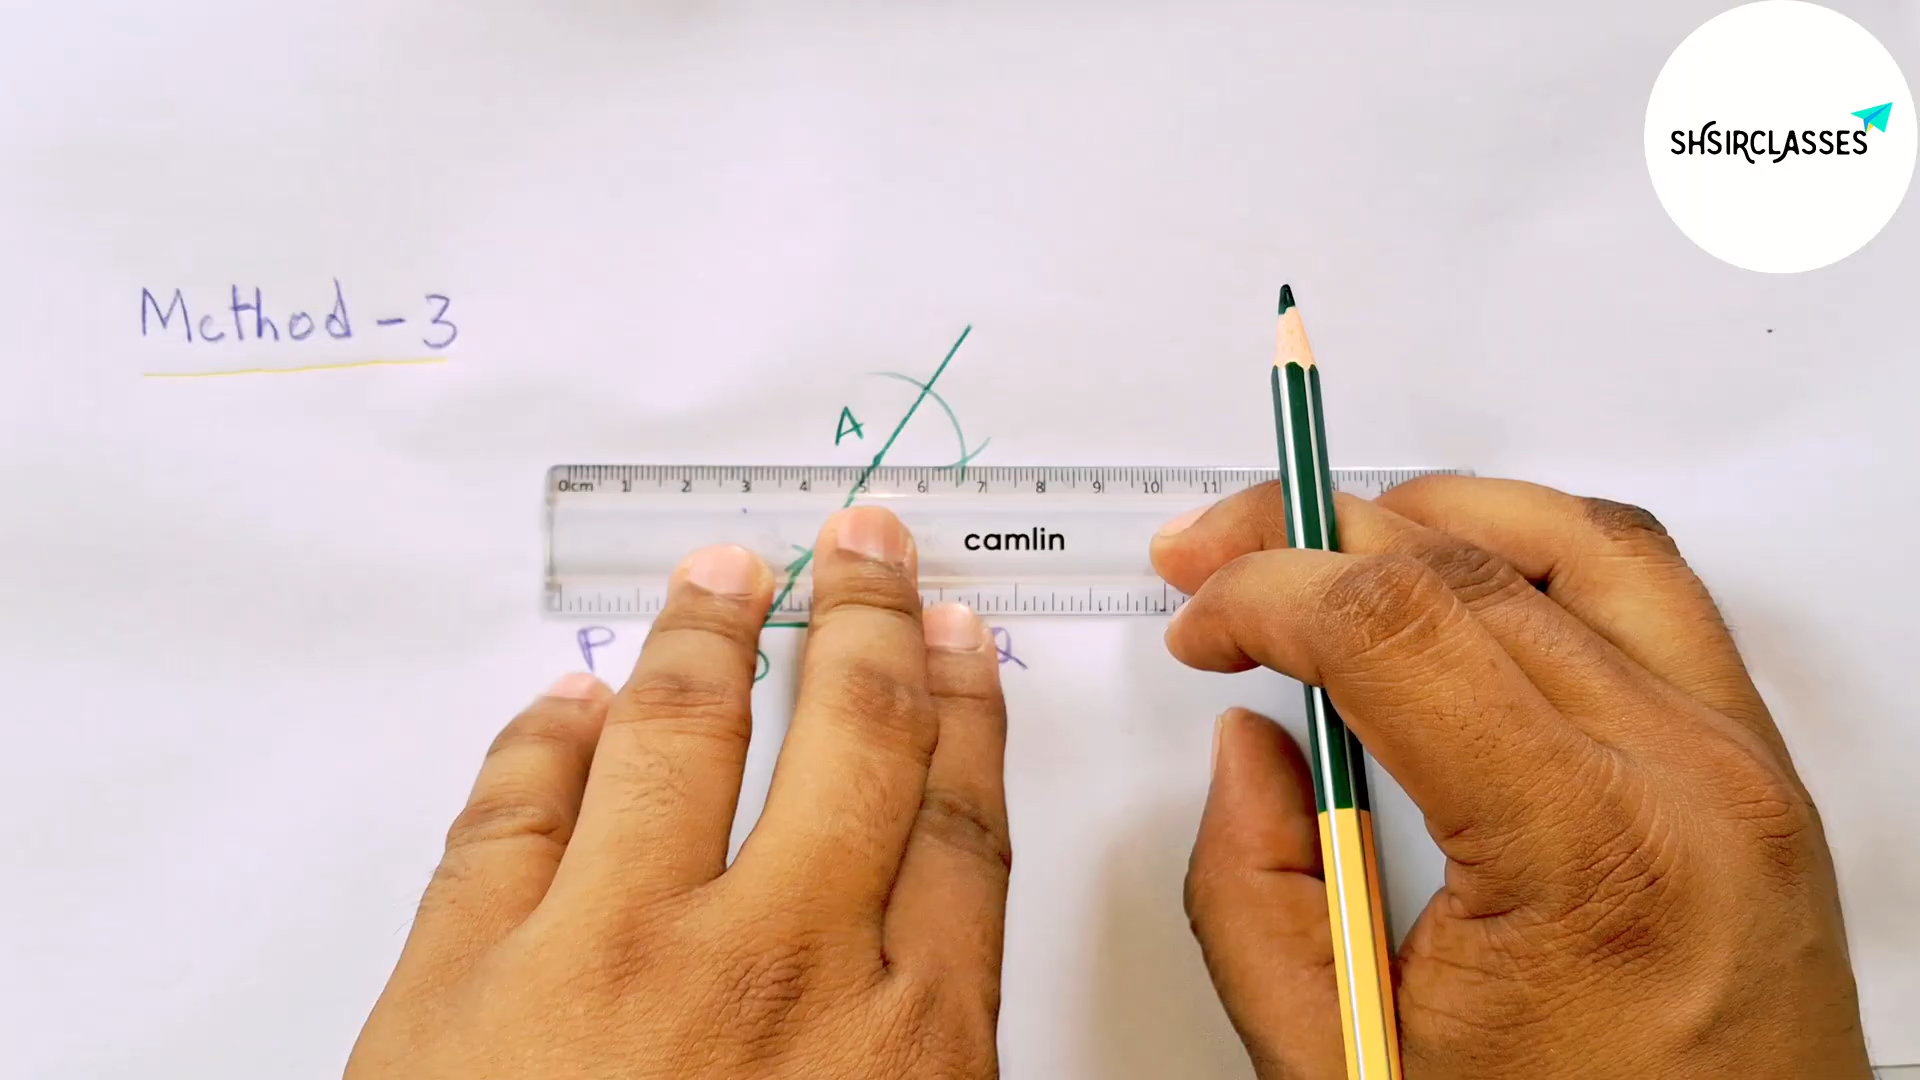 SHSIRCLASSES
Method - 3
A
0cm 1 2 3 4 5 6 7 8 9 10 11
camlin
P Q